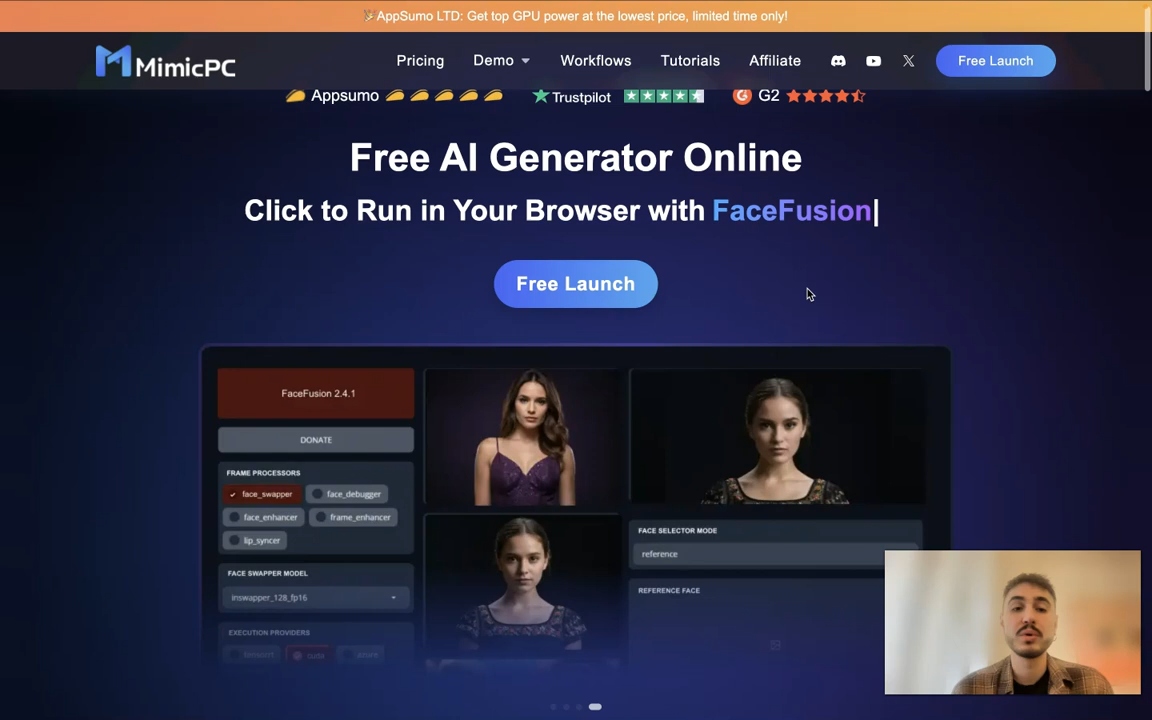 AppSumo LTD: Get top GPU power at the lowest price, limited time only!
MimicPC
Pricing
Demo
Workflows
Tutorials
Affiliate
Free Launch
Appsumo
Trustpilot
G2
Free AI Generator Online
Click to Run in Your Browser with FaceFusion
Free Launch
FaceFusion 2.4.1
DONATE
FRAME PROCESSORS
face_swapper
face_debugger
face_enhancer
frame_enhancer
lip_syncer
FACE SWAPPER MODEL
inswapper_128_fp16
EXECUTION PROVIDERS
FACE SELECTOR MODE
reference
REFERENCE FACE